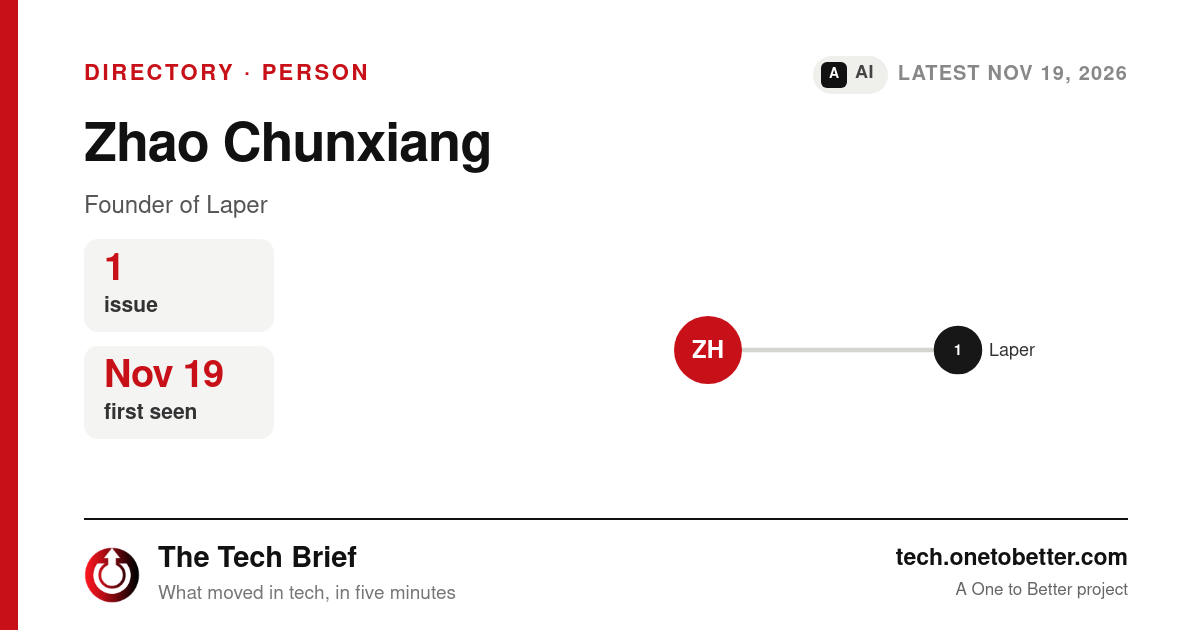 DIRECTORY · PERSON
A AI LATEST NOV 19, 2026
Zhao Chunxiang
Founder of Laper
1
issue
Nov 19
first seen
ZH
1 Laper
The Tech Brief
What moved in tech, in five minutes
tech.onetobetter.com
A One to Better project